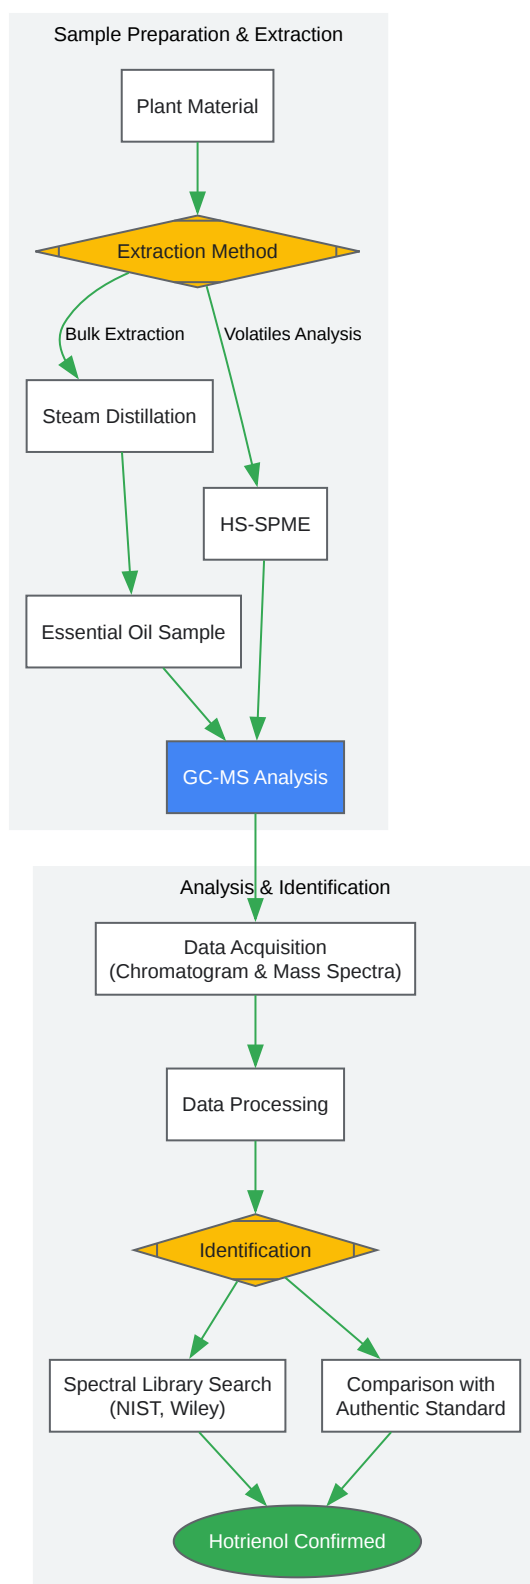 Sample Preparation & Extraction
Plant Material
Extraction Method
Bulk Extraction
Volatiles Analysis
Steam Distillation
HS-SPME
Essential Oil Sample
GC-MS Analysis
Analysis & Identification
Data Acquisition
(Chromatogram & Mass Spectra)
Data Processing
Identification
Spectral Library Search
(NIST, Wiley)
Comparison with
Authentic Standard
Hotrienol Confirmed